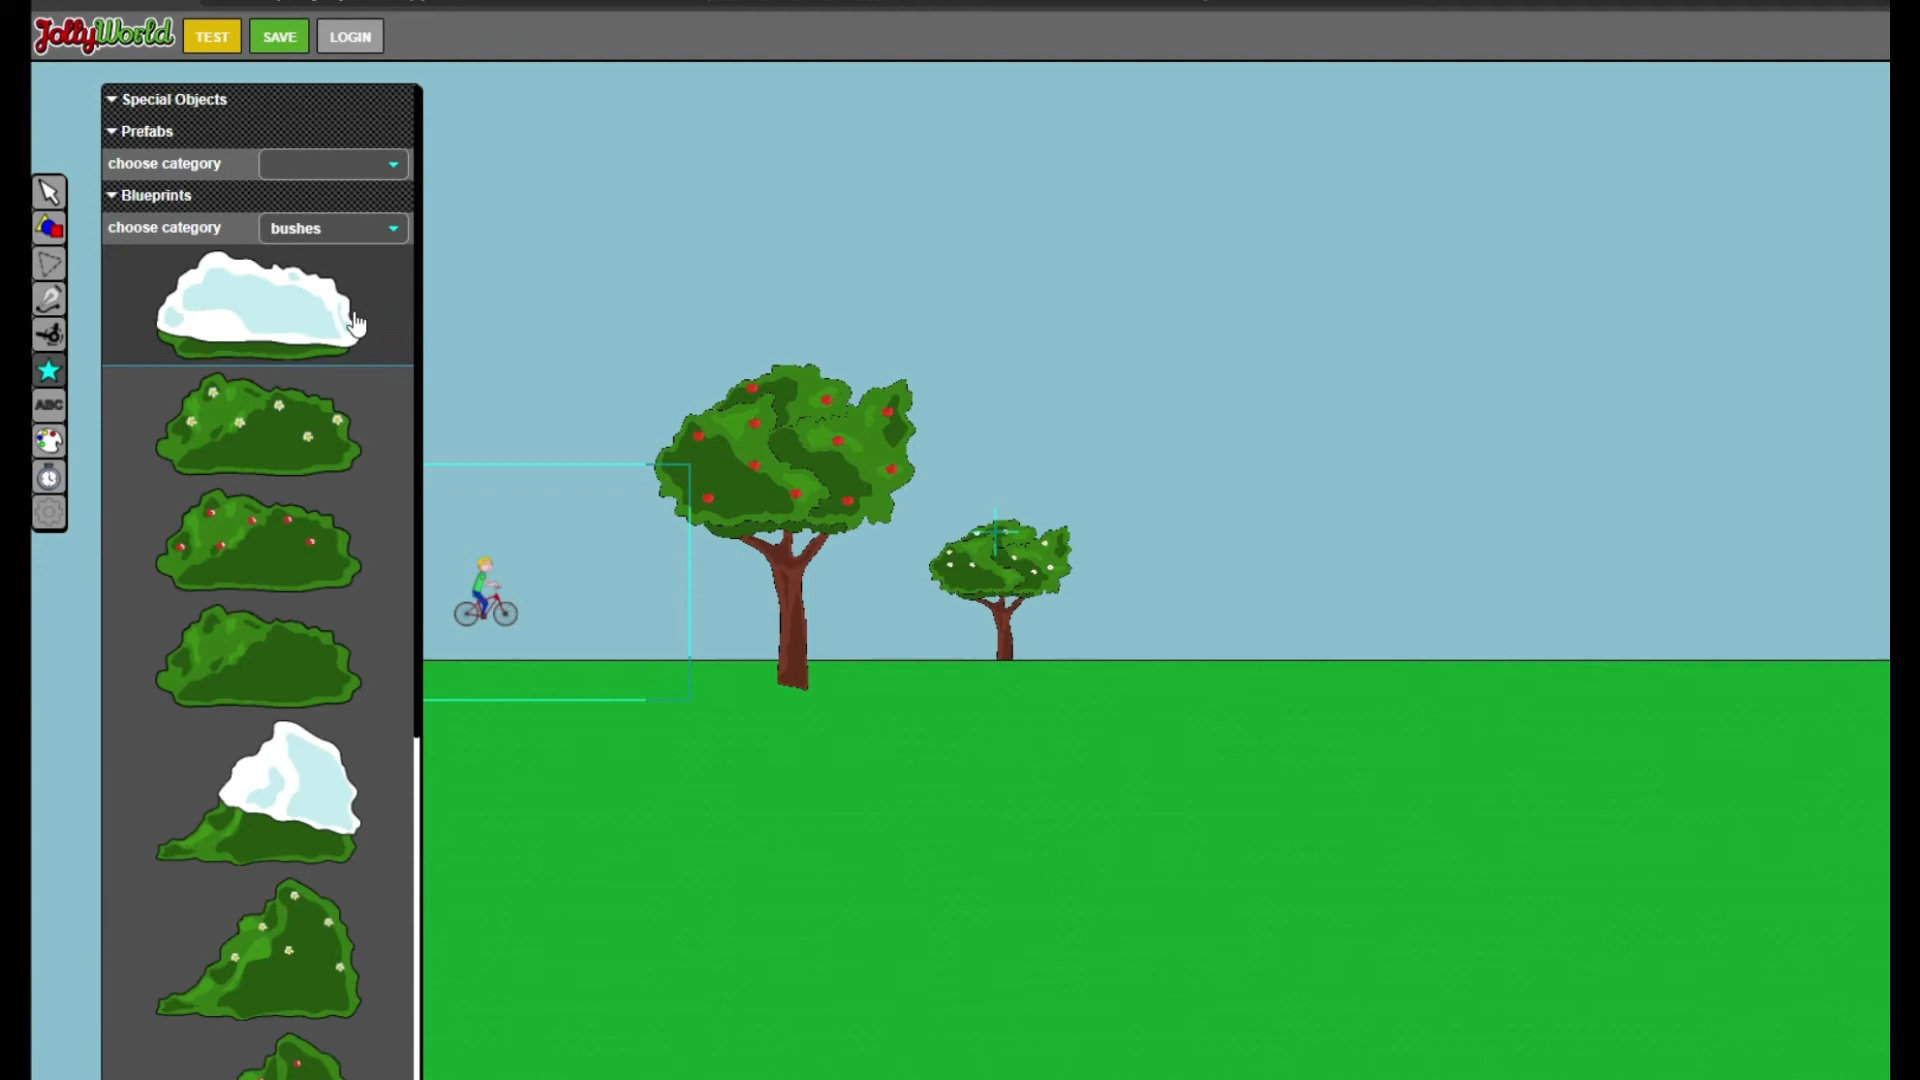 JollyWorld
TEST
SAVE
LOGIN
Special Objects
Prefabs
choose category
Blueprints
choose category
bushes
ABC